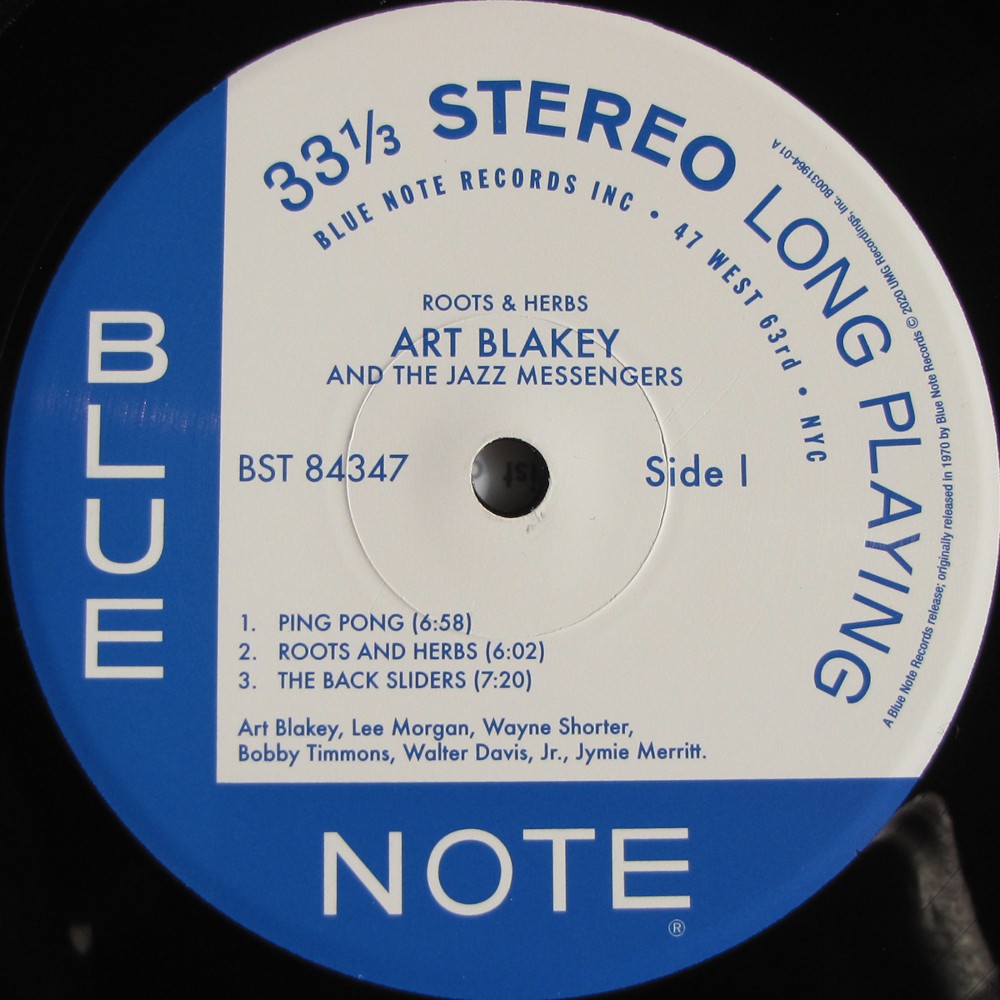 33⅓ STEREO LONG PLAYING
BLUE NOTE RECORDS INC • 47 WEST 63rd • NYC
A Blue Note Records release; originally released in 1970 by Blue Note Records © 2020 UMG Recordings, Inc. B0031964-01 A
ROOTS & HERBS
ART BLAKEY
AND THE JAZZ MESSENGERS
BST 84347
Side 1
1. PING PONG (6:58)
2. ROOTS AND HERBS (6:02)
3. THE BACK SLIDERS (7:20)
Art Blakey, Lee Morgan, Wayne Shorter,
Bobby Timmons, Walter Davis, Jr., Jymie Merritt.
BLUE
NOTE
®